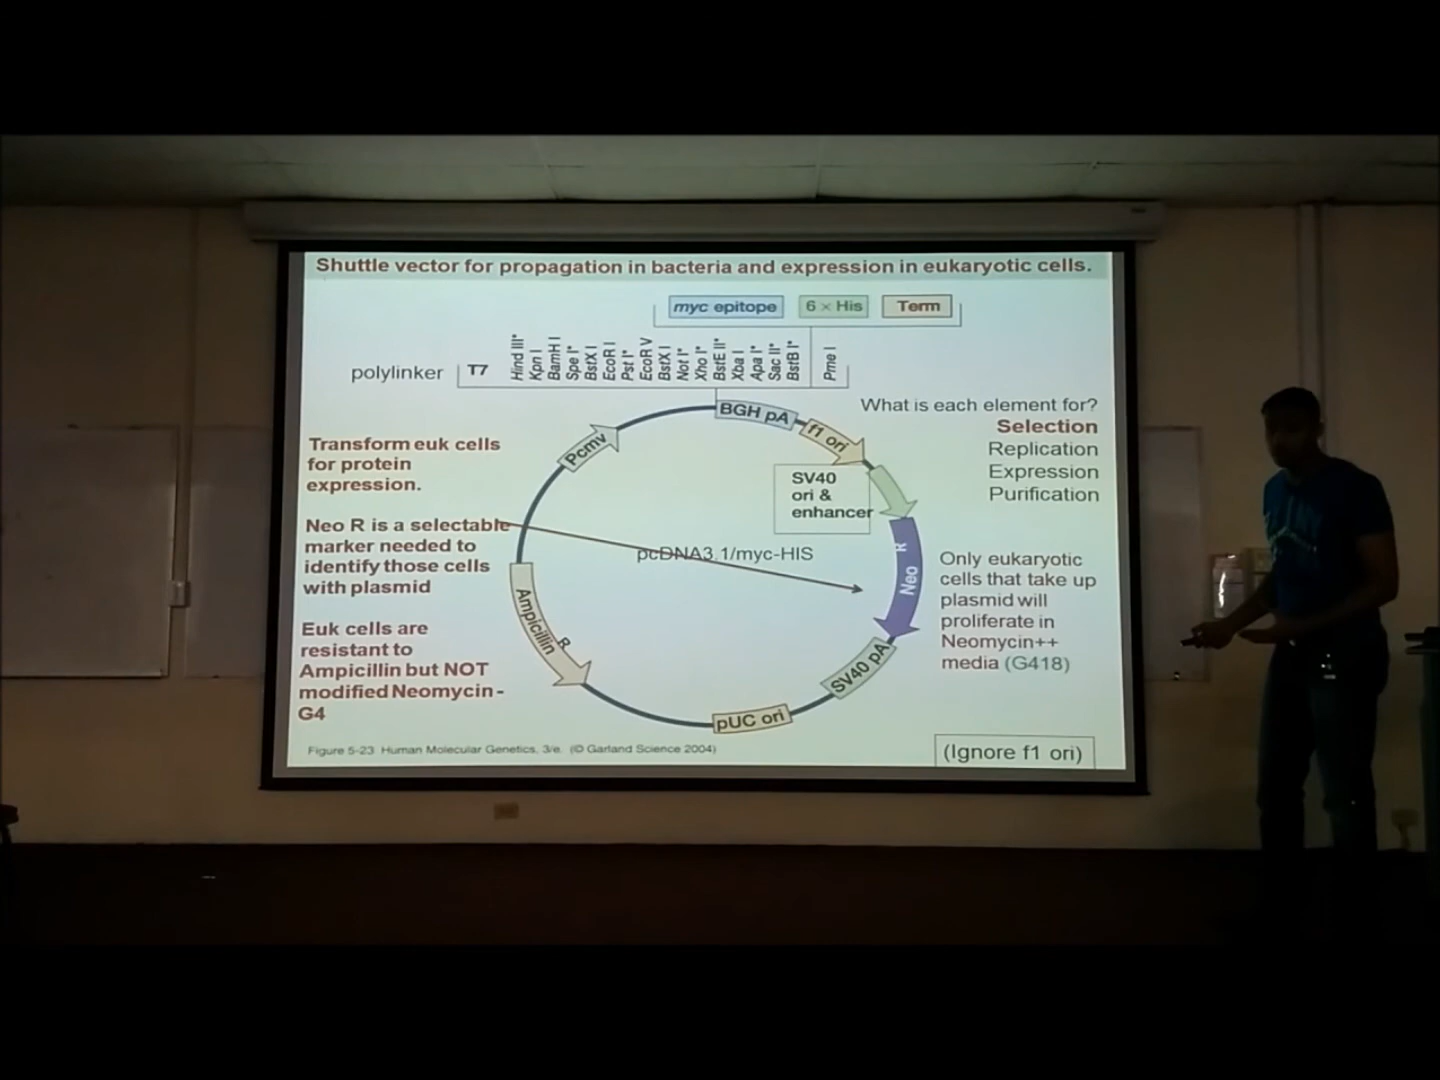 Shuttle vector for propagation in bacteria and expression in eukaryotic cells.
myc epitope
6 × His
Term
polylinker
T7
Hind III*
Kpn I
BamH I
Spe I*
BstX I
EcoR I
Pst I*
EcoR V
BstX I
Not I*
Xho I*
BstE II*
Xba I
Apa I*
Sac II*
BstB I*
Pme I
What is each element for?
Selection
Replication
Expression
Purification
Transform euk cells
for protein
expression.
Neo R is a selectable
marker needed to
identify those cells
with plasmid
Euk cells are
resistant to
Ampicillin but NOT
modified Neomycin -
G4
Pcmv
BGH pA
f1 ori
SV40
ori &
enhancer
pcDNA3.1/myc-HIS
Neo R
SV40 pA
pUC ori
Ampicillin R
Only eukaryotic
cells that take up
plasmid will
proliferate in
Neomycin++
media (G418)
Figure 5-23 Human Molecular Genetics, 3/e. (© Garland Science 2004)
(Ignore f1 ori)